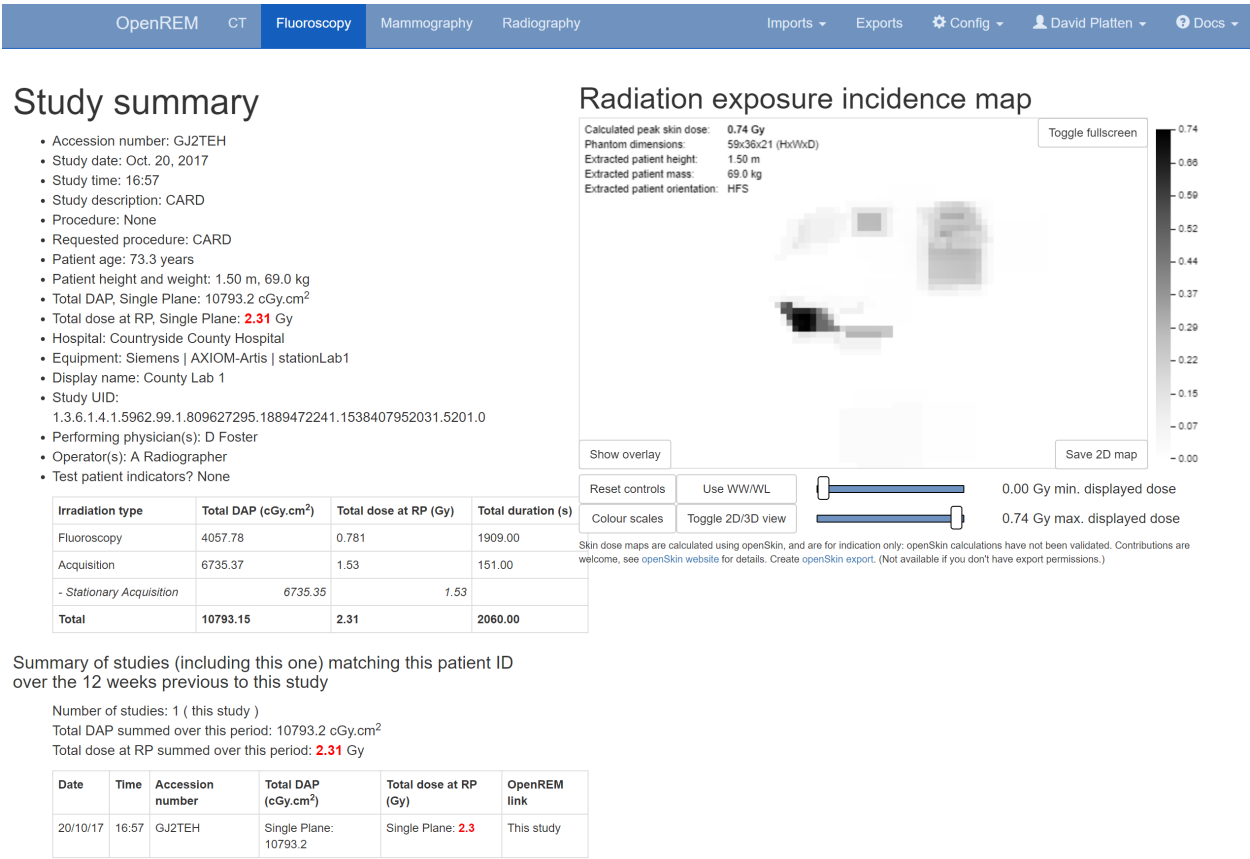 OpenREM CT Fluoroscopy Mammography Radiography Imports Exports Config David Platten Docs
Study summary
• Accession number: GJ2TEH
• Study date: Oct. 20, 2017
• Study time: 16:57
• Study description: CARD
• Procedure: None
• Requested procedure: CARD
• Patient age: 73.3 years
• Patient height and weight: 1.50 m, 69.0 kg
• Total DAP, Single Plane: 10793.2 cGy.cm²
• Total dose at RP, Single Plane: 2.31 Gy
• Hospital: Countryside County Hospital
• Equipment: Siemens | AXIOM-Artis | stationLab1
• Display name: County Lab 1
• Study UID:
1.3.6.1.4.1.5962.99.1.809627295.1889472241.1538407952031.5201.0
• Performing physician(s): D Foster
• Operator(s): A Radiographer
• Test patient indicators? None
Irradiation type Total DAP (cGy.cm²) Total dose at RP (Gy) Total duration (s)
Fluoroscopy 4057.78 0.781 1909.00
Acquisition 6735.37 1.53 151.00
- Stationary Acquisition 6735.35 1.53
Total 10793.15 2.31 2060.00
Summary of studies (including this one) matching this patient ID
over the 12 weeks previous to this study
Number of studies: 1 ( this study )
Total DAP summed over this period: 10793.2 cGy.cm²
Total dose at RP summed over this period: 2.31 Gy
Date Time Accession number Total DAP (cGy.cm²) Total dose at RP (Gy) OpenREM link
20/10/17 16:57 GJ2TEH Single Plane: 10793.2 Single Plane: 2.3 This study
Radiation exposure incidence map
Calculated peak skin dose: 0.74 Gy
Phantom dimensions: 59x36x21 (HxWxD)
Extracted patient height: 1.50 m
Extracted patient mass: 69.0 kg
Extracted patient orientation: HFS
Toggle fullscreen
0.74
0.66
0.59
0.52
0.44
0.37
0.29
0.22
0.15
0.07
0.00
Show overlay Save 2D map
Reset controls Use WW/WL 0.00 Gy min. displayed dose
Colour scales Toggle 2D/3D view 0.74 Gy max. displayed dose
Skin dose maps are calculated using openSkin, and are for indication only: openSkin calculations have not been validated. Contributions are
welcome, see openSkin website for details. Create openSkin export. (Not available if you don't have export permissions.)